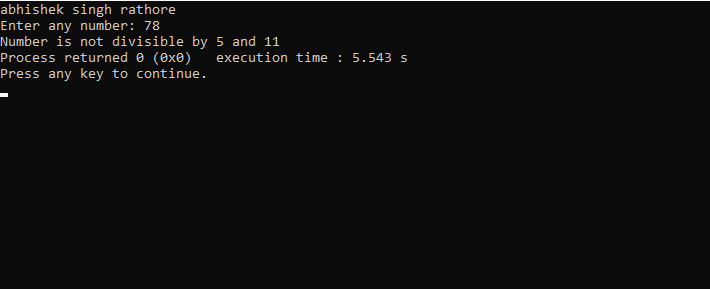 abhishek singh rathore
Enter any number: 78
Number is not divisible by 5 and 11
Process returned 0 (0x0)   execution time : 5.543 s
Press any key to continue.